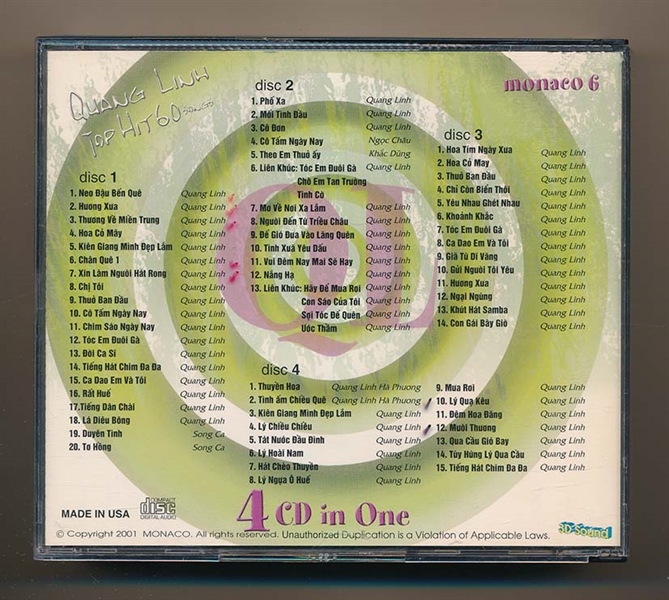 QUANG LINH
TOP HIT 60 SONGS
monaco 6
disc 1
1. Neo Đậu Bến Quê Quang Linh
2. Hương Xưa Quang Linh
3. Thương Về Miền Trung Quang Linh
4. Hoa Cỏ Mây Quang Linh
5. Kiên Giang Mình Đẹp Lắm Quang Linh
6. Chân Quê 1 Quang Linh
7. Xin Làm Người Hát Rong Quang Linh
8. Chị Tôi Quang Linh
9. Thuở Ban Đầu Quang Linh
10. Cô Tấm Ngày Nay Quang Linh
11. Chim Sáo Ngày Nay Quang Linh
12. Tóc Em Đuôi Gà Quang Linh
13. Đôi Ca Sĩ Quang Linh
14. Tiếng Hát Chim Đa Đa Quang Linh
15. Ca Dao Em Và Tôi Quang Linh
16. Rất Huế Quang Linh
17.Tiếng Dân Chài Quang Linh
18. Lá Diêu Bông Quang Linh
19. Duyên Tình Song Ca
20. Tơ Hồng Song Ca
disc 2
1. Phố Xa Quang Linh
2. Mối Tình Đầu Quang Linh
3. Cô Đơn Quang Linh
4. Cô Tấm Ngày Nay Ngọc Châu
5. Theo Em Thuở ấy Khắc Dũng
6. Liên Khúc: Tóc Em Đuôi Gà Quang Linh
Chờ Em Tan Trường
Tình Cỏ
7. Mơ Về Nơi Xa Lắm Quang Linh
8. Người Đến Từ Triều Châu Quang Linh
9. Để Gió Đưa Vào Lãng Quên Quang Linh
10. Tình Xưa Yêu Dấu Quang Linh
11. Vui Đêm Nay Mai Sẽ Hay Quang Linh
12. Nắng Hạ Quang Linh
13. Liên Khúc: Hãy Để Mưa Rơi Quang Linh
Con Sáo Của Tôi Quang Linh
Sợi Tóc Để Quên Quang Linh
Ước Thầm Quang Linh
disc 3
1. Hoa Tím Ngày Xưa Quang Linh
2. Hoa Cỏ May Quang Linh
3. Thuở Ban Đầu Quang Linh
4. Chỉ Còn Biển Thôi Quang Linh
5. Yêu Nhau Ghét Nhau Quang Linh
6. Khoảnh Khắc Quang Linh
7. Tóc Em Đuôi Gà Quang Linh
8. Ca Dao Em Và Tôi Quang Linh
9. Giã Từ Dĩ Vãng Quang Linh
10. Gửi Người Tôi Yêu Quang Linh
11. Hương Xưa Quang Linh
12. Ngại Ngùng Quang Linh
13. Khút Hát Samba Quang Linh
14. Con Gái Bây Giờ Quang Linh
disc 4
1. Thuyền Hoa Quang Linh Hà Phương
2. Tình ấm Chiều Quê Quang Linh Hà Phương
3. Kiên Giang Mình Đẹp Lắm Quang Linh
4. Lý Chiều Chiều Quang Linh
5. Tát Nước Đầu Đình Quang Linh
6. Lý Hoài Nam Quang Linh
7. Hát Chèo Thuyền Quang Linh
8. Lý Ngựa Ô Huế Quang Linh
9. Mưa Rơi Quang Linh
10. Lý Quạ Kêu Quang Linh
11. Đêm Hoa Đăng Quang Linh
12. Mười Thương Quang Linh
13. Qua Cầu Gió Bay Quang Linh
14. Tùy Hứng Lý Qua Cầu Quang Linh
15. Tiếng Hát Chim Đa Đa Quang Linh
QL
MADE IN USA
COMPACT
disc
DIGITAL AUDIO
4 CD in One
3D-Sound
© Copyright 2001 MONACO. All rights reserved. Unauthorized Duplication is a Violation of Applicable Laws.